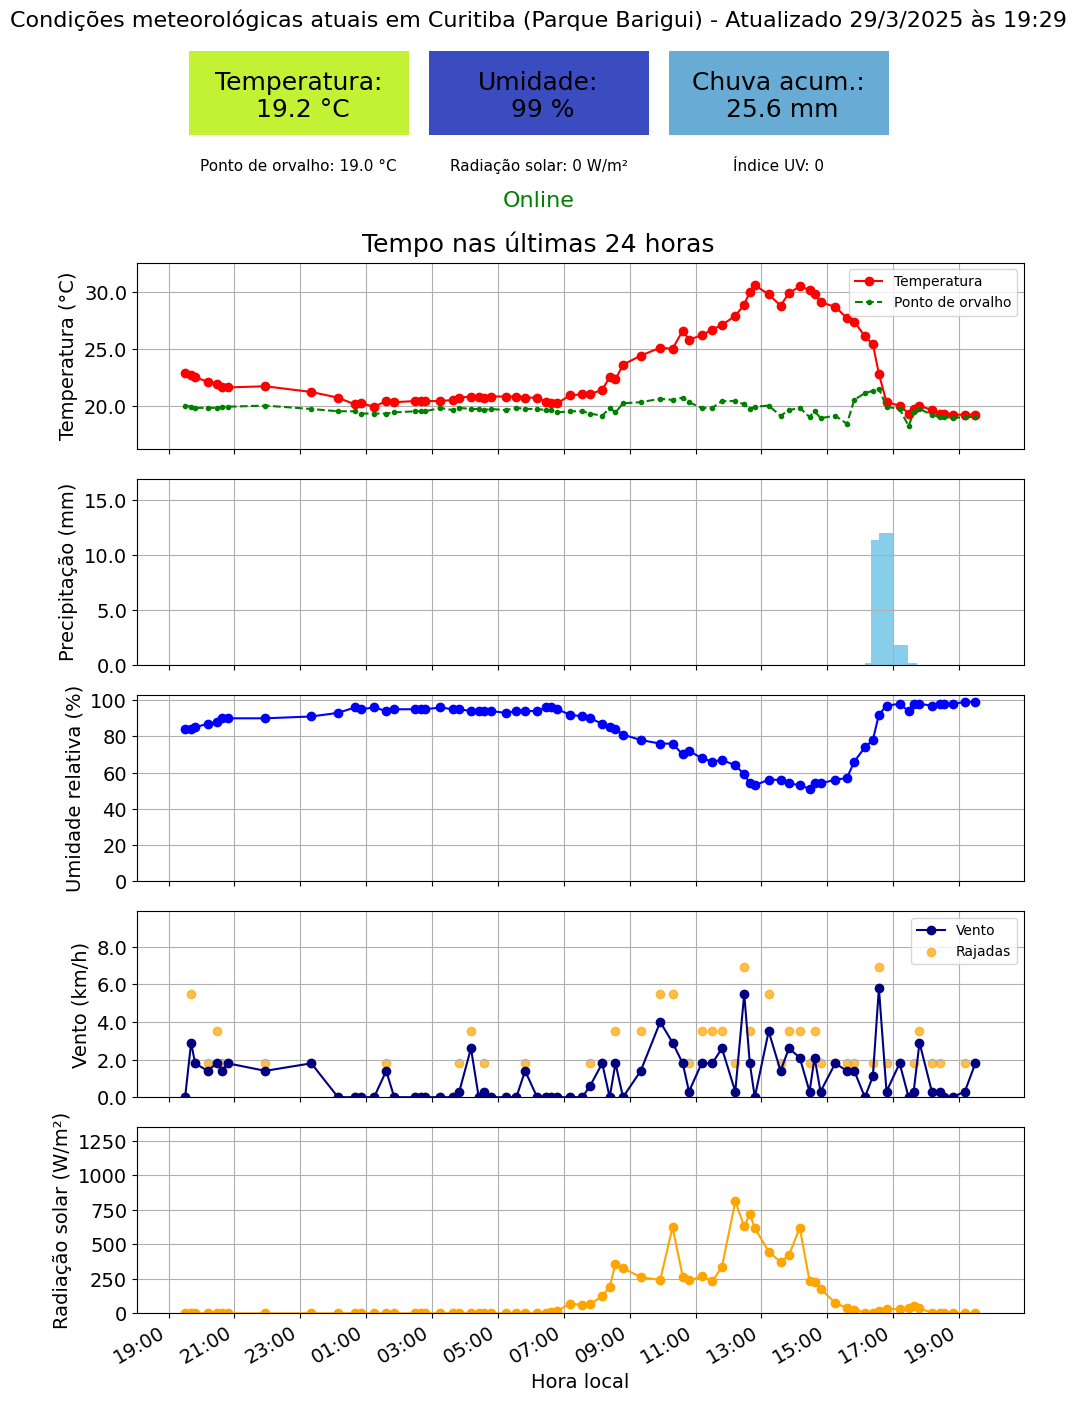 Condições meteorológicas atuais em Curitiba (Parque Barigui) - Atualizado 29/3/2025 às 19:29
Temperatura:
19.2 °C
Umidade:
99 %
Chuva acum.:
25.6 mm
Ponto de orvalho: 19.0 °C
Radiação solar: 0 W/m²
Índice UV: 0
Online
Tempo nas últimas 24 horas
Temperatura (°C)
30.0
25.0
20.0
Temperatura
Ponto de orvalho
Precipitação (mm)
15.0
10.0
5.0
0.0
Umidade relativa (%)
100
80
60
40
20
0
Vento (km/h)
8.0
6.0
4.0
2.0
0.0
Vento
Rajadas
Radiação solar (W/m²)
1250
1000
750
500
250
0
19:00
21:00
23:00
01:00
03:00
05:00
07:00
09:00
11:00
13:00
15:00
17:00
19:00
Hora local